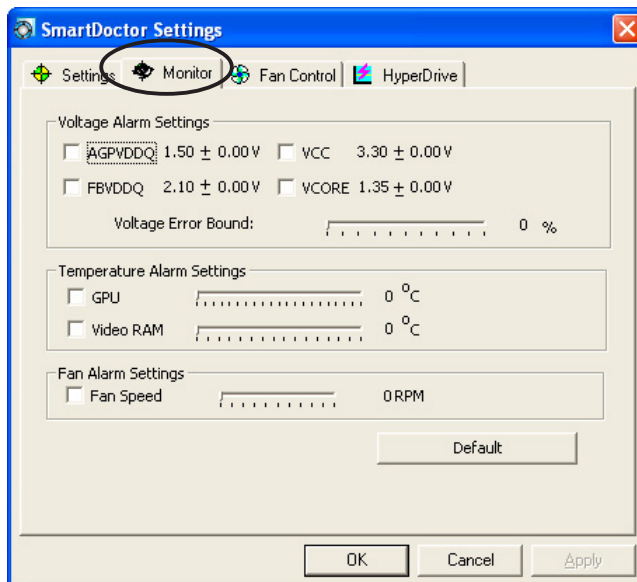 SmartDoctor Settings
Settings Monitor Fan Control HyperDrive
Voltage Alarm Settings
AGPVDDQ 1.50 ± 0.00 V VCC 3.30 ± 0.00 V
FBVDDQ 2.10 ± 0.00 V VCORE 1.35 ± 0.00 V
Voltage Error Bound: 0 %
Temperature Alarm Settings
GPU 0 °C
Video RAM 0 °C
Fan Alarm Settings
Fan Speed 0 RPM
Default
OK Cancel Apply